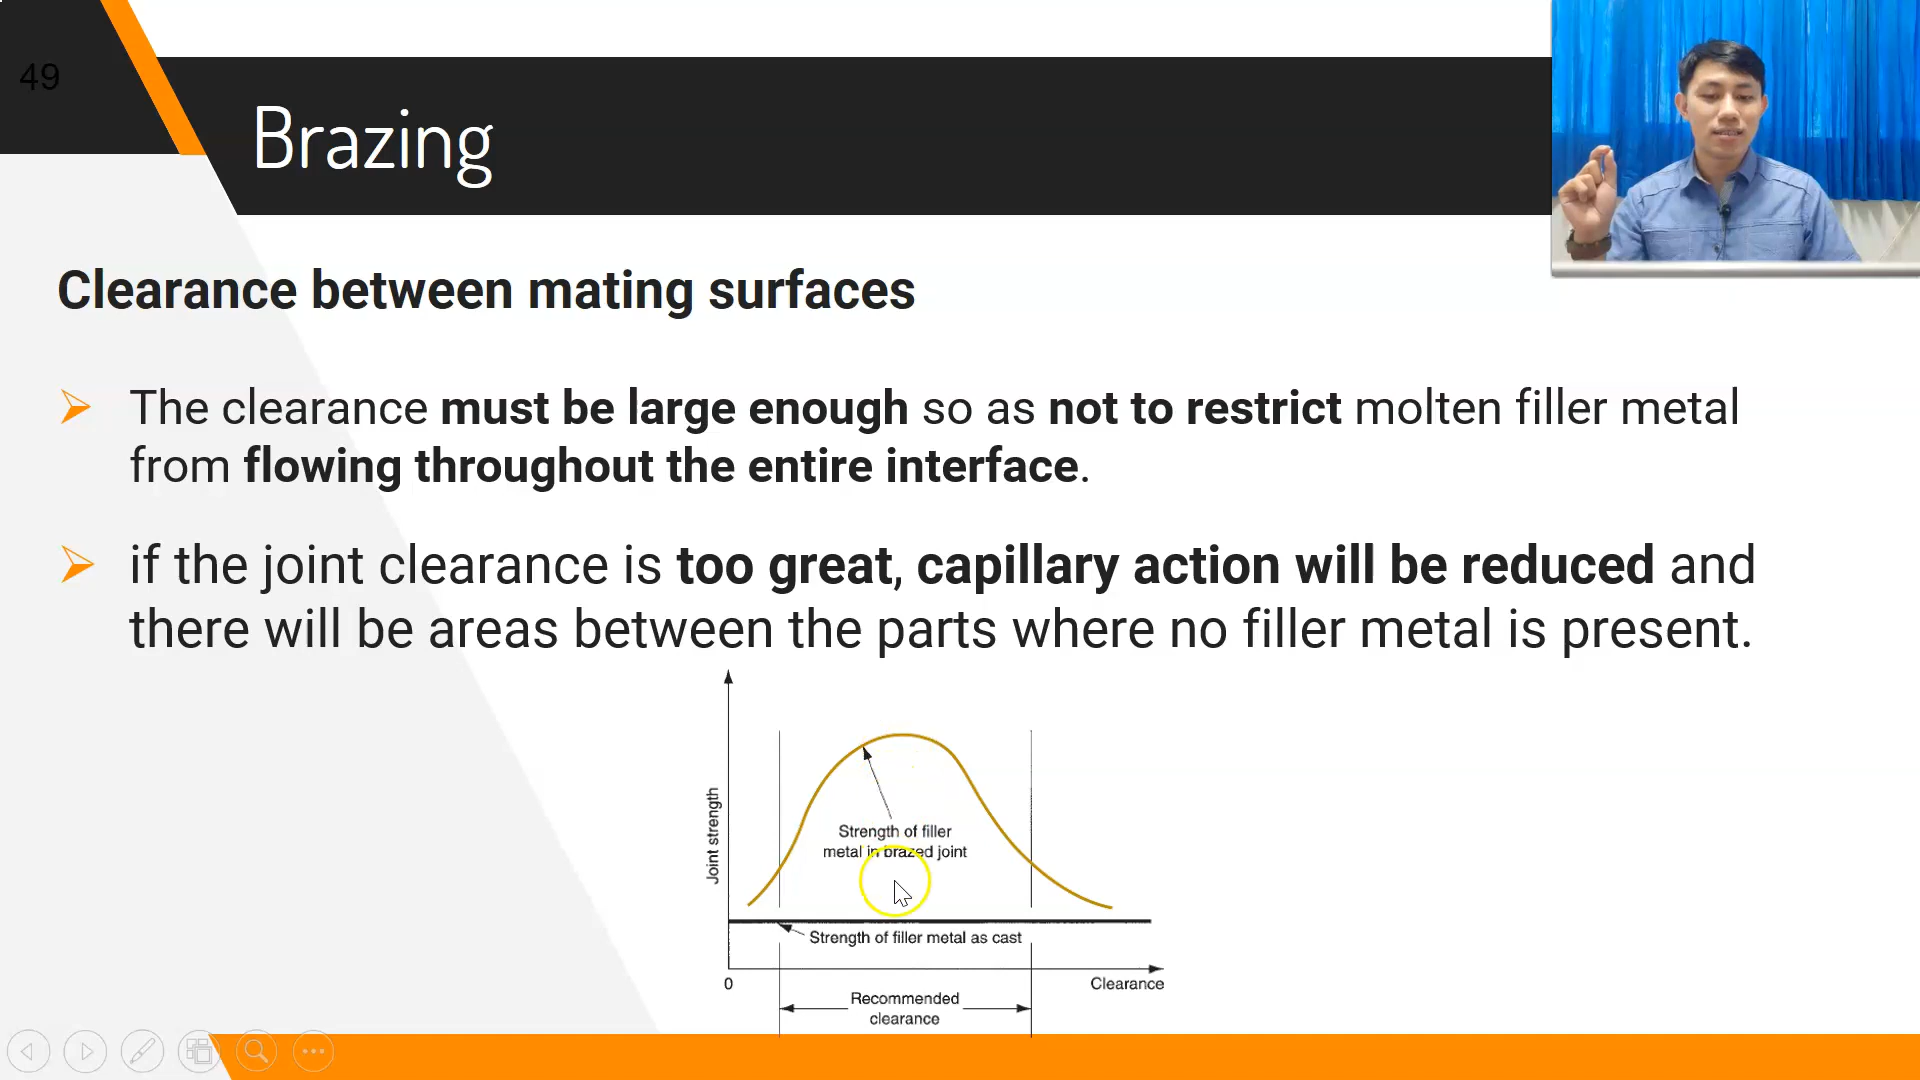 49
Brazing
Clearance between mating surfaces
The clearance must be large enough so as not to restrict molten filler metal
from flowing throughout the entire interface.
if the joint clearance is too great, capillary action will be reduced and
there will be areas between the parts where no filler metal is present.
Joint strength
Strength of filler
metal in brazed joint
Strength of filler metal as cast
0
Clearance
Recommended
clearance